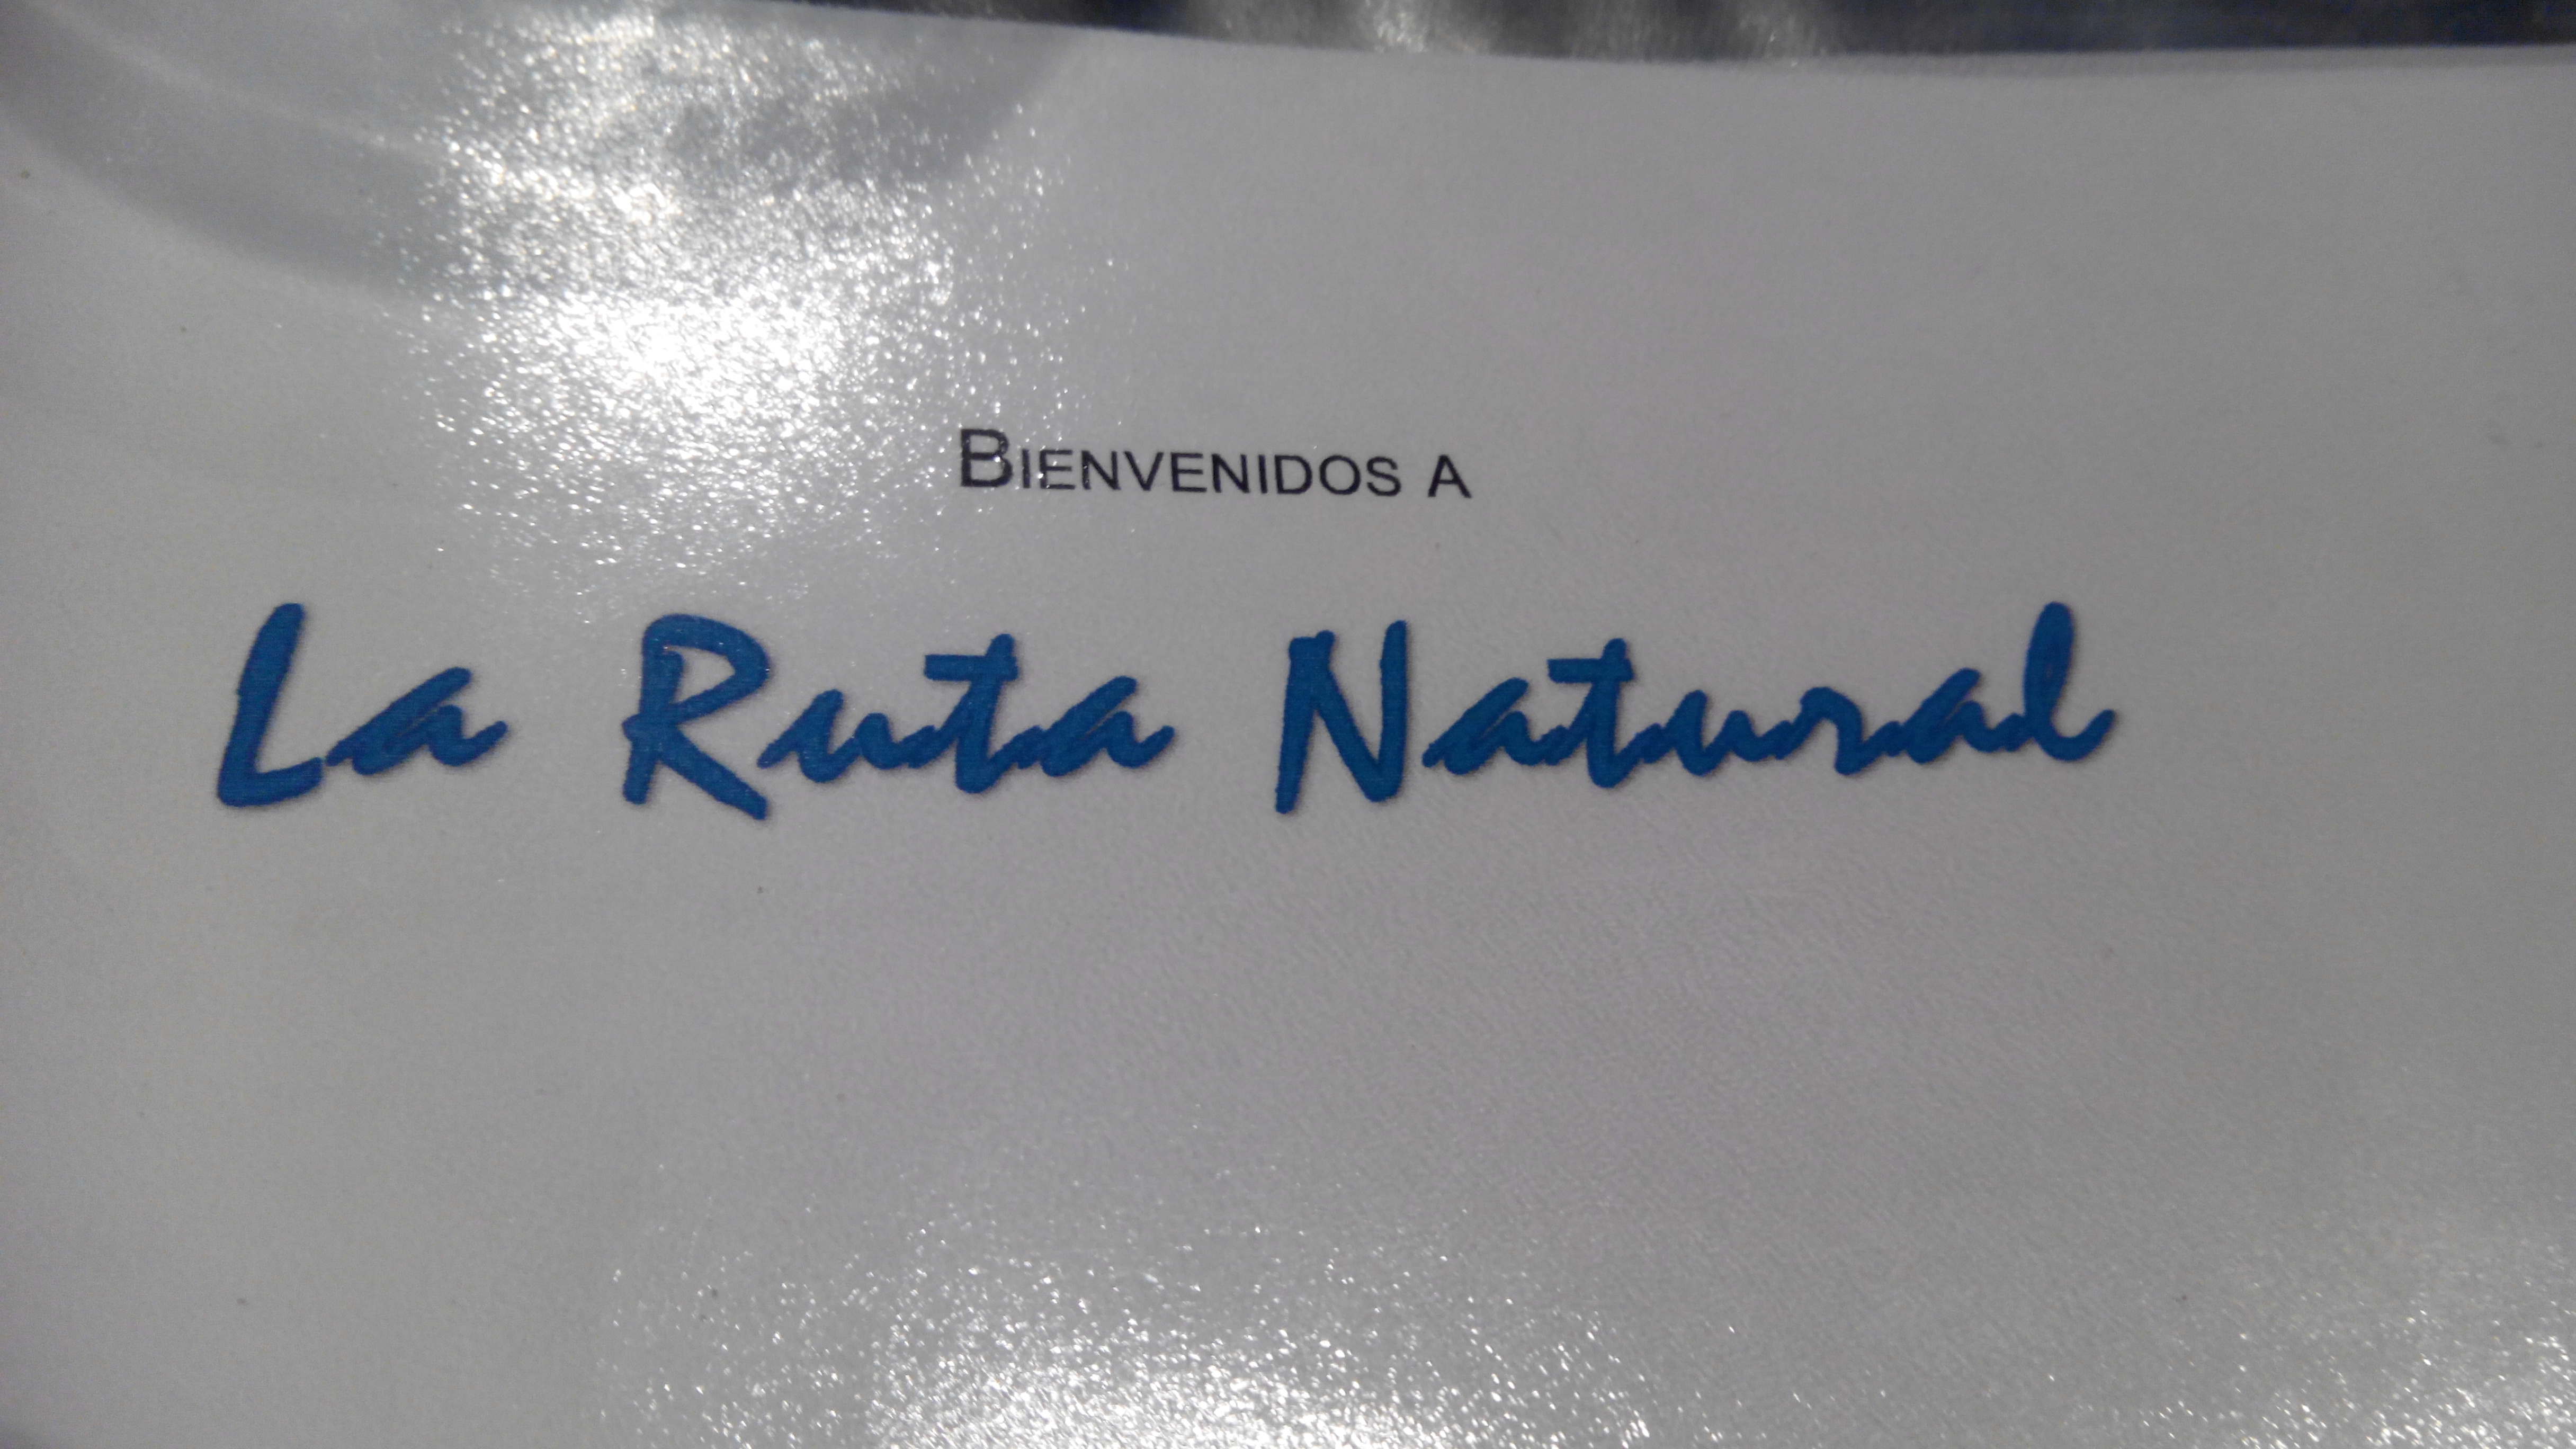 BIENVENIDOS A
La Ruta Natural